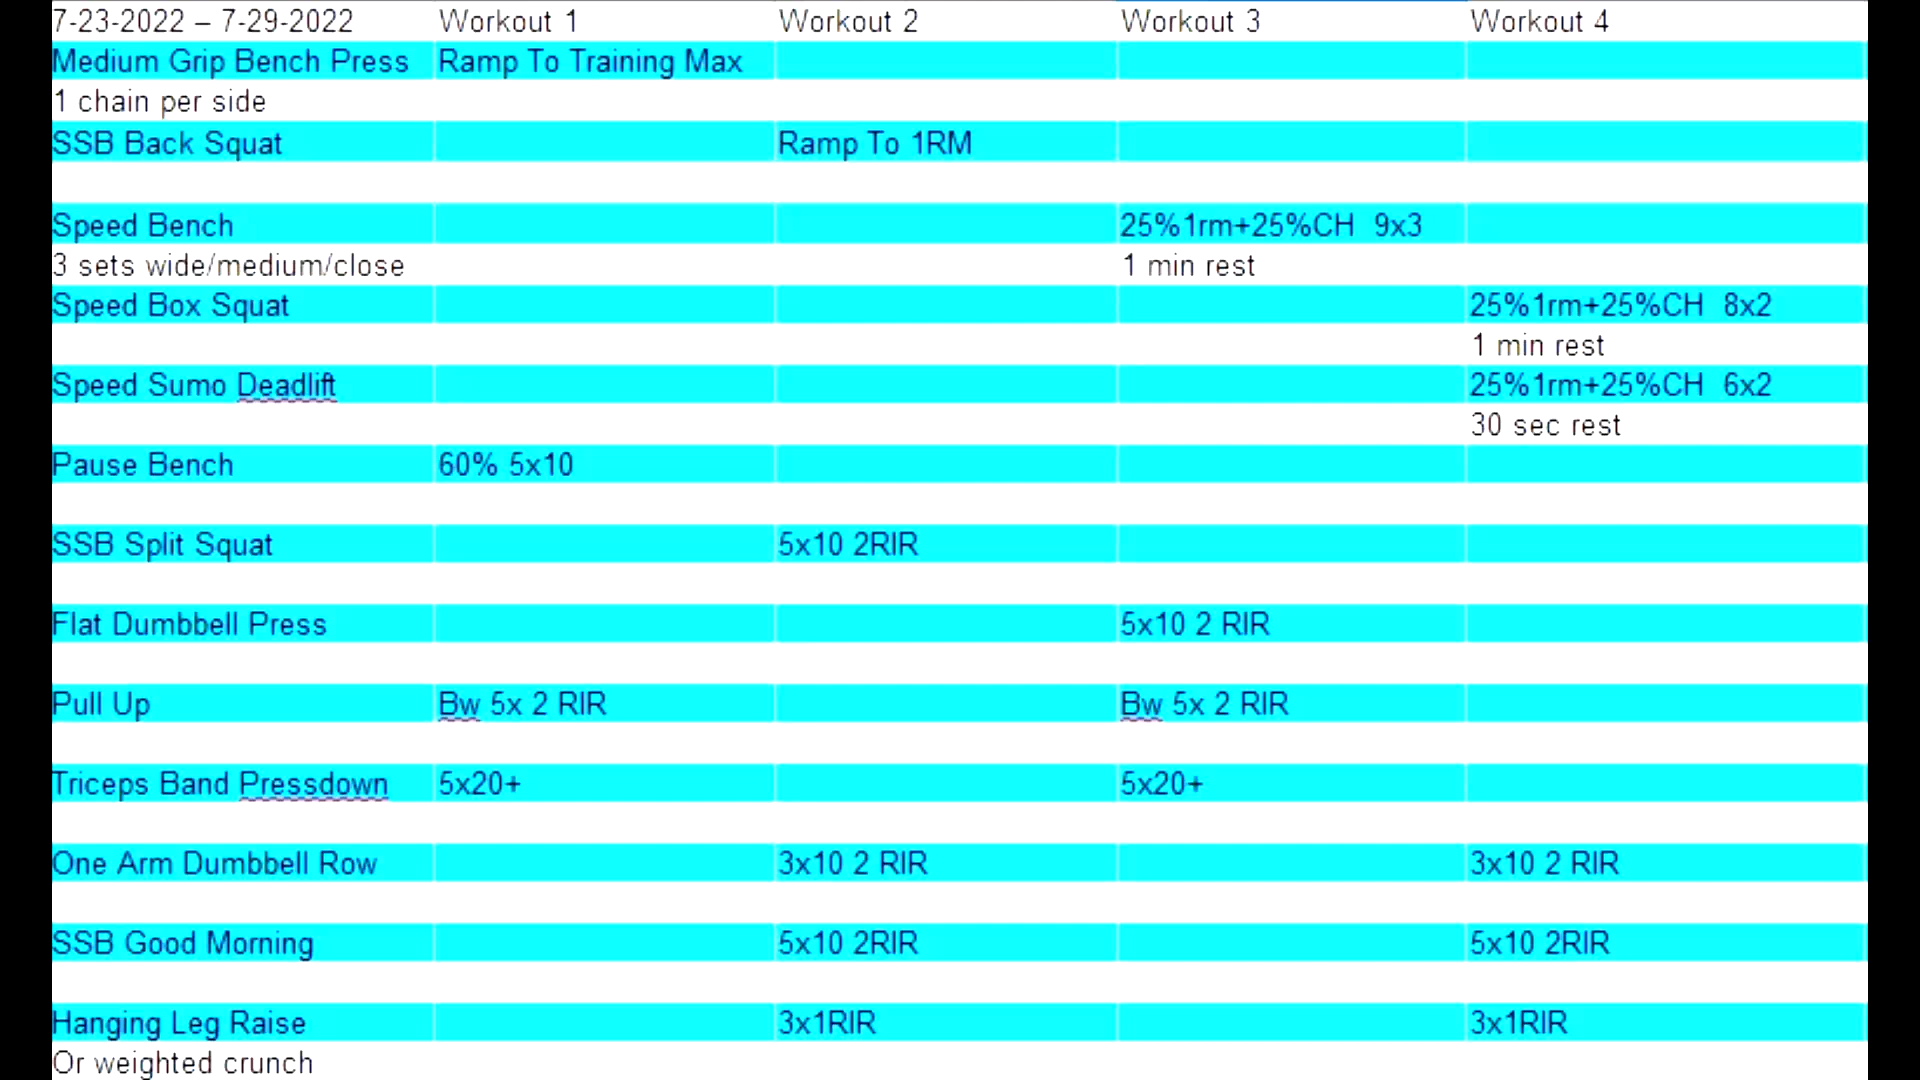 7-23-2022 – 7-29-2022 Workout 1 Workout 2 Workout 3 Workout 4
Medium Grip Bench Press Ramp To Training Max
1 chain per side
SSB Back Squat Ramp To 1RM
Speed Bench 25%1rm+25%CH 9x3
3 sets wide/medium/close 1 min rest
Speed Box Squat 25%1rm+25%CH 8x2
1 min rest
Speed Sumo Deadlift 25%1rm+25%CH 6x2
30 sec rest
Pause Bench 60% 5x10
SSB Split Squat 5x10 2RIR
Flat Dumbbell Press 5x10 2 RIR
Pull Up Bw 5x 2 RIR Bw 5x 2 RIR
Triceps Band Pressdown 5x20+ 5x20+
One Arm Dumbbell Row 3x10 2 RIR 3x10 2 RIR
SSB Good Morning 5x10 2RIR 5x10 2RIR
Hanging Leg Raise 3x1RIR 3x1RIR
Or weighted crunch